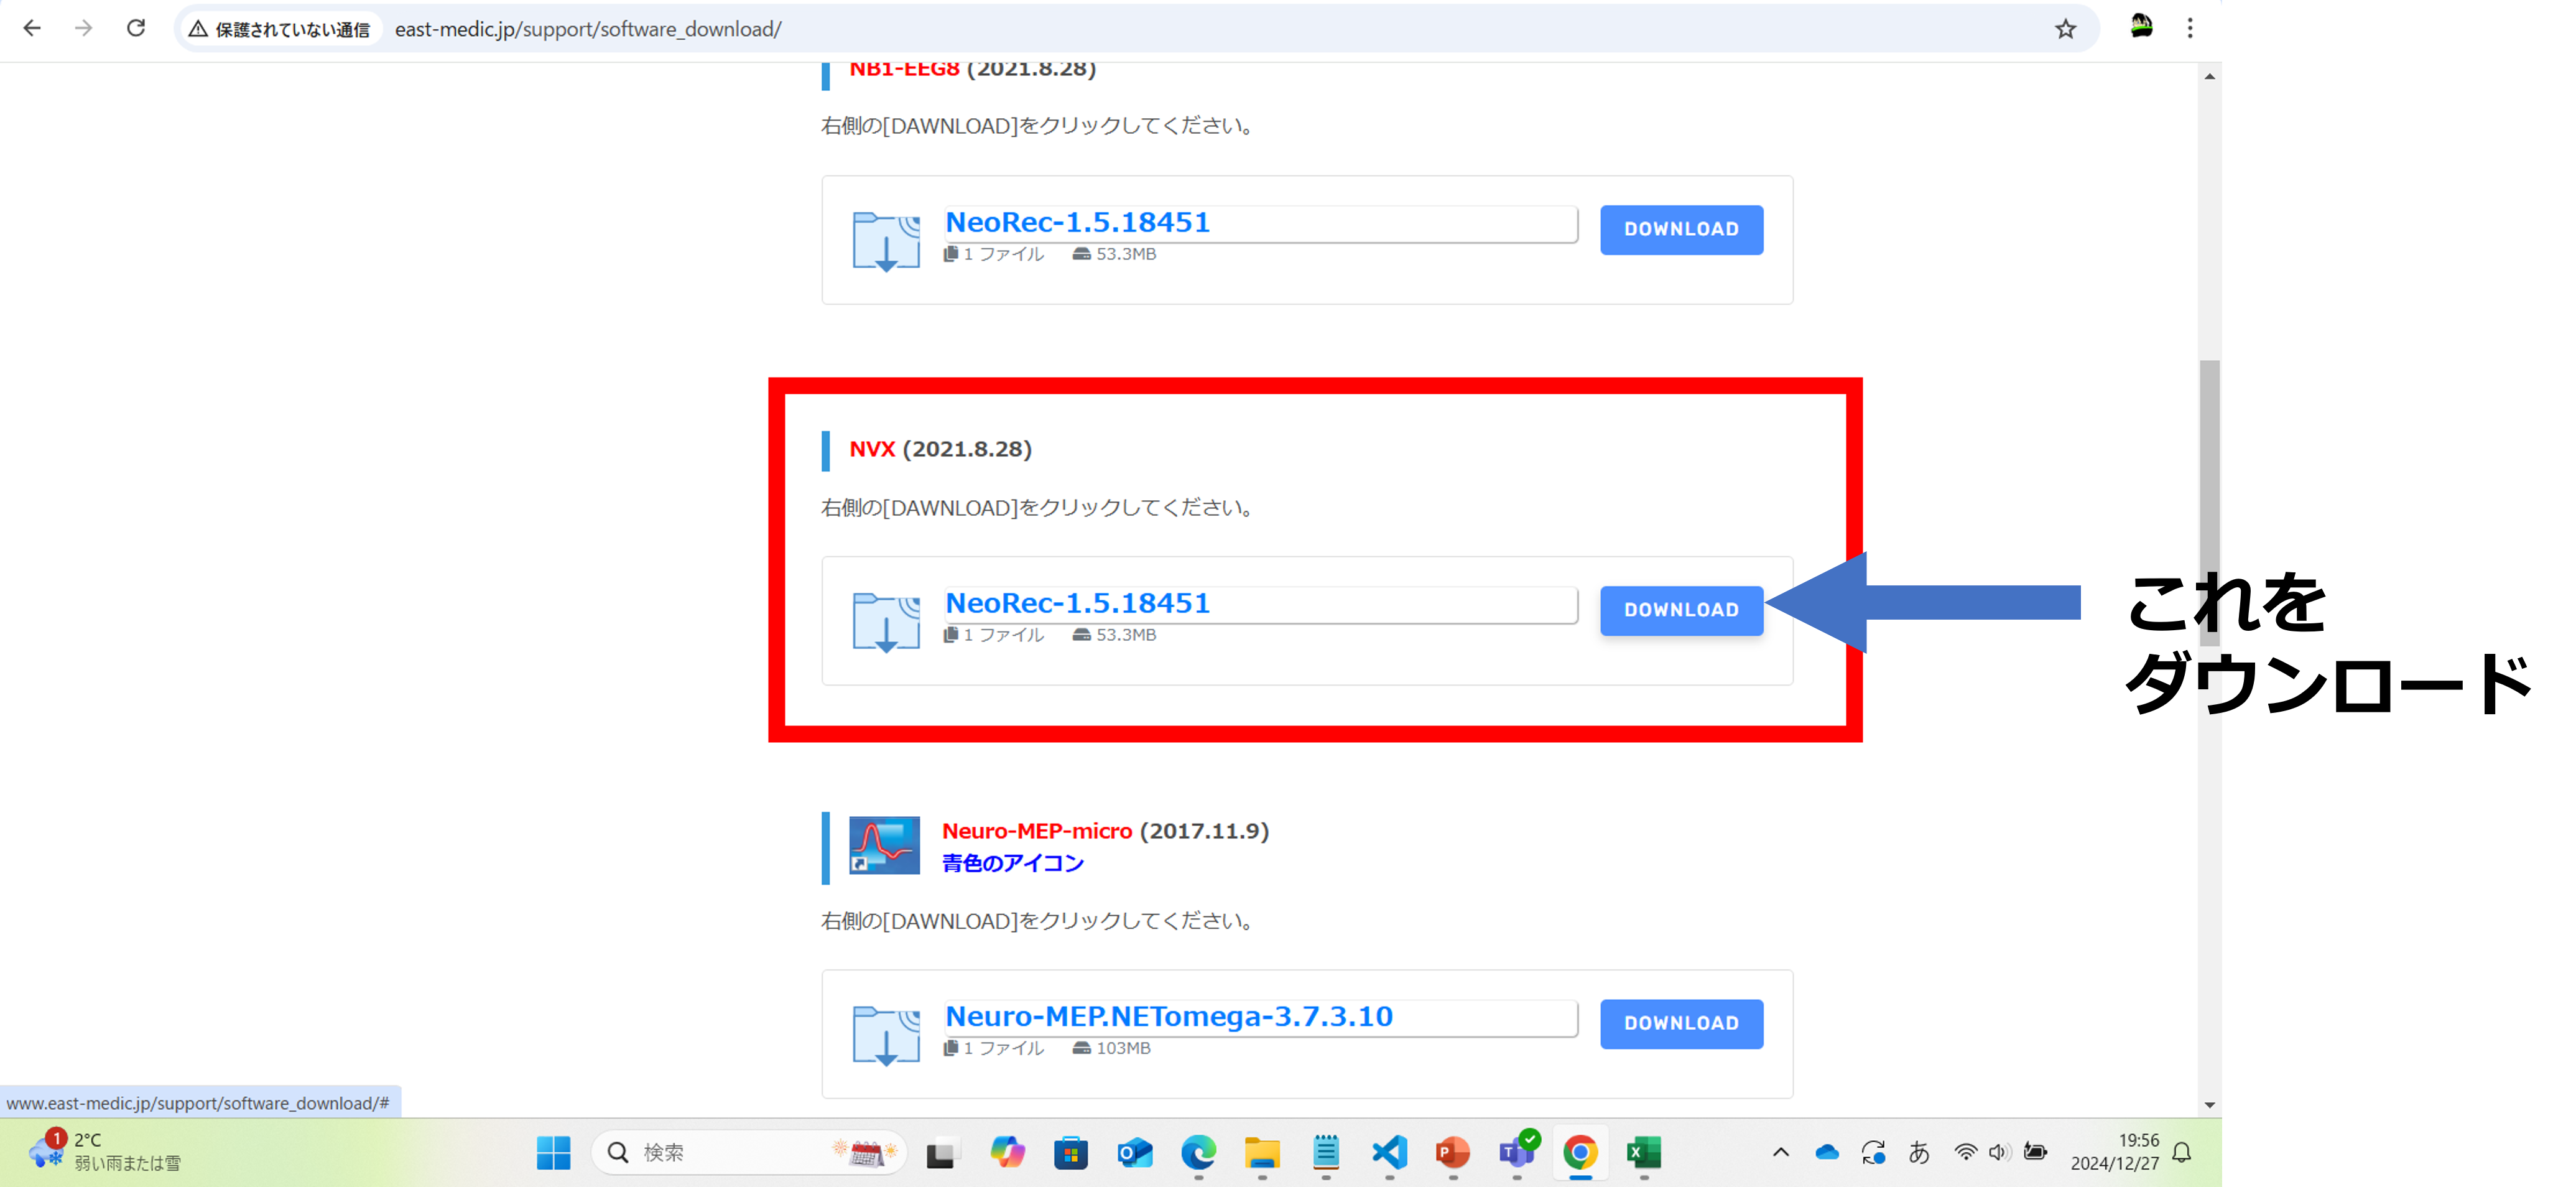 保護されていない通信 east-medic.jp/support/software_download/
NB1-EEG8 (2021.8.28)
右側の[DAWNLOAD]をクリックしてください。
NeoRec-1.5.18451
DOWNLOAD
1 ファイル 53.3MB
NVX (2021.8.28)
右側の[DAWNLOAD]をクリックしてください。
NeoRec-1.5.18451
DOWNLOAD
1 ファイル 53.3MB
これを
ダウンロード
Neuro-MEP-micro (2017.11.9)
青色のアイコン
右側の[DAWNLOAD]をクリックしてください。
Neuro-MEP.NETomega-3.7.3.10
DOWNLOAD
1 ファイル 103MB
www.east-medic.jp/support/software_download/#
1
2°C
弱い雨または雪
検索
あ
19:56
2024/12/27